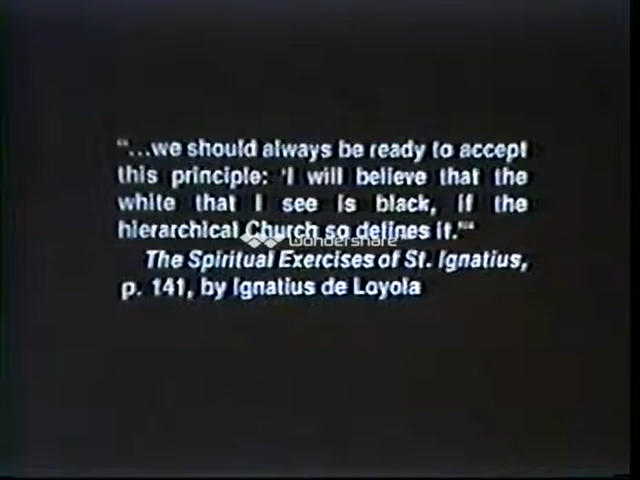 "...we should always be ready to accept
this principle: 'I will believe that the
white that I see is black, if the
hierarchical Church so defines it.'"
wondershare
The Spiritual Exercises of St. Ignatius,
p. 141, by Ignatius de Loyola